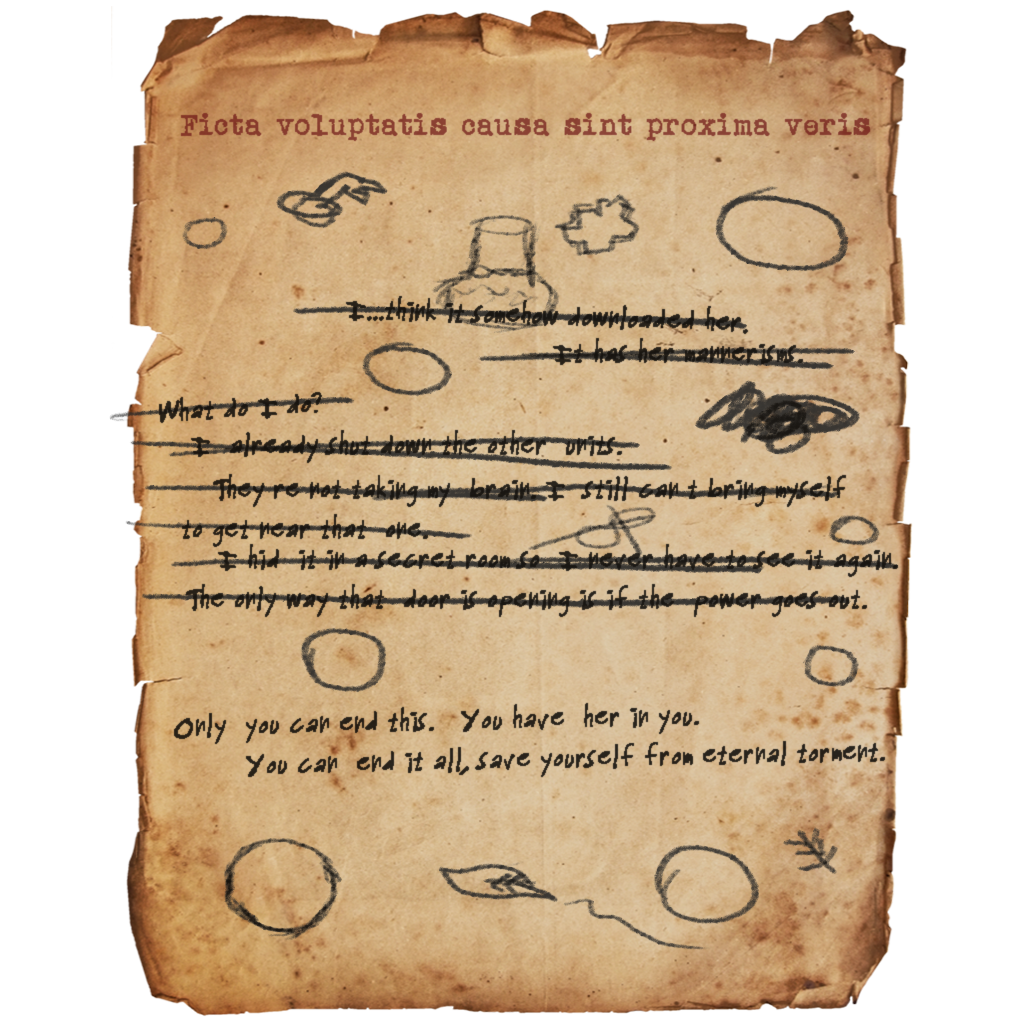 Ficta voluptatis causa sint proxima veris
I...think it somehow downloaded her.
It has her mannerisms.
What do I do?
I already shut down the other units.
They re not taking my brain. I still can t bring myself
to get near that one.
I hid it in a secret room so I never have to see it again.
The only way that door is opening is if the power goes out.
Only you can end this. You have her in you.
You can end it all, save yourself from eternal torment.